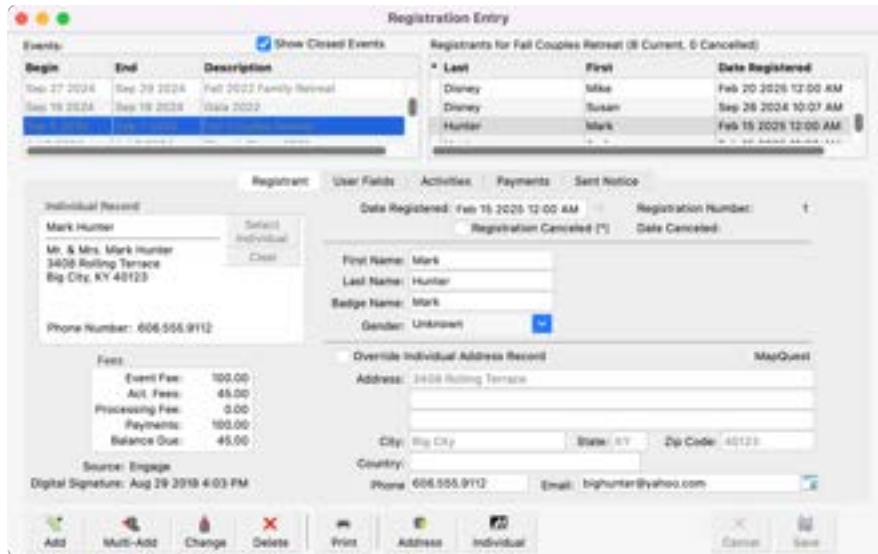 Registration Entry
Events:
Show Closed Events
Registrants for Fall Couples Retreat (8 Current, 0 Cancelled)
Begin End Description
* Last First Date Registered
Sep 27 2024 Sep 29 2024 Fall 2022 Family Retreat
Disney Mike Feb 20 2025 12:00 AM
Sep 19 2024 Sep 19 2024 Gala 2022
Disney Susan Sep 26 2024 10:07 AM
Hunter Mark Feb 15 2025 12:00 AM
Registrant User Fields Activities Payments Sent Notice
Individual Record
Date Registered: Feb 15 2025 12:00 AM Registration Number: 1
Mark Hunter
Select Individual
Registration Canceled (*) Date Canceled:
Mr. & Mrs. Mark Hunter
Clear
3408 Rolling Terrace
First Name: Mark
Big City, KY 40123
Last Name: Hunter
Badge Name: Mark
Phone Number: 606.555.9112
Gender: Unknown
Fees
Override Individual Address Record MapQuest
Event Fee: 100.00
Address: 3408 Rolling Terrace
Act. Fees: 45.00
Processing Fee: 0.00
Payments: 100.00
Balance Due: 45.00
City: Big City State: KY Zip Code: 40123
Source: Engage
Country:
Digital Signature: Aug 29 2018 4:03 PM
Phone 606.555.9112 Email: bighunter@yahoo.com
Add Multi-Add Change Delete Print Address Individual Cancel Save